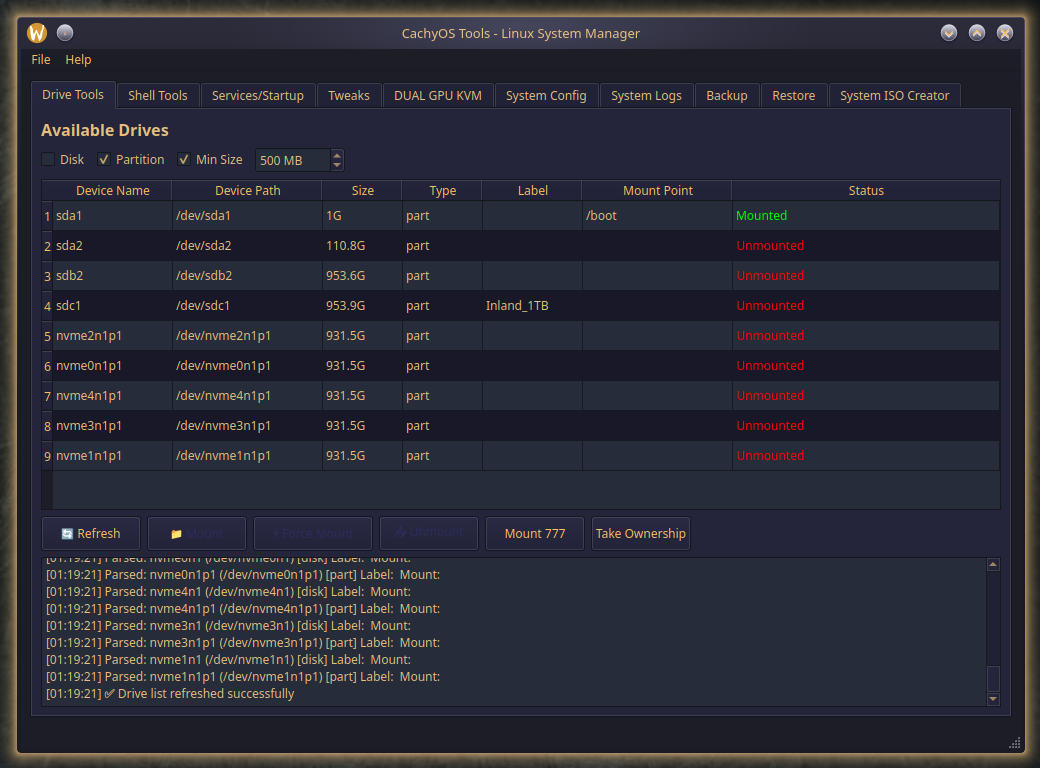 W CachyOS Tools - Linux System Manager
File Help
Drive Tools Shell Tools Services/Startup Tweaks DUAL GPU KVM System Config System Logs Backup Restore System ISO Creator
Available Drives
Disk Partition Min Size 500 MB
Device Name Device Path Size Type Label Mount Point Status
1 sda1 /dev/sda1 1G part /boot Mounted
2 sda2 /dev/sda2 110.8G part Unmounted
3 sdb2 /dev/sdb2 953.6G part Unmounted
4 sdc1 /dev/sdc1 953.9G part Inland_1TB Unmounted
5 nvme2n1p1 /dev/nvme2n1p1 931.5G part Unmounted
6 nvme0n1p1 /dev/nvme0n1p1 931.5G part Unmounted
7 nvme4n1p1 /dev/nvme4n1p1 931.5G part Unmounted
8 nvme3n1p1 /dev/nvme3n1p1 931.5G part Unmounted
9 nvme1n1p1 /dev/nvme1n1p1 931.5G part Unmounted
Refresh Mount Force Mount Unmount Mount 777 Take Ownership
[01:19:21] Parsed: nvme0n1 (/dev/nvme0n1) [disk] Label:  Mount:
[01:19:21] Parsed: nvme0n1p1 (/dev/nvme0n1p1) [part] Label:  Mount:
[01:19:21] Parsed: nvme4n1 (/dev/nvme4n1) [disk] Label:  Mount:
[01:19:21] Parsed: nvme4n1p1 (/dev/nvme4n1p1) [part] Label:  Mount:
[01:19:21] Parsed: nvme3n1 (/dev/nvme3n1) [disk] Label:  Mount:
[01:19:21] Parsed: nvme3n1p1 (/dev/nvme3n1p1) [part] Label:  Mount:
[01:19:21] Parsed: nvme1n1 (/dev/nvme1n1) [disk] Label:  Mount:
[01:19:21] Parsed: nvme1n1p1 (/dev/nvme1n1p1) [part] Label:  Mount:
[01:19:21] ✅ Drive list refreshed successfully